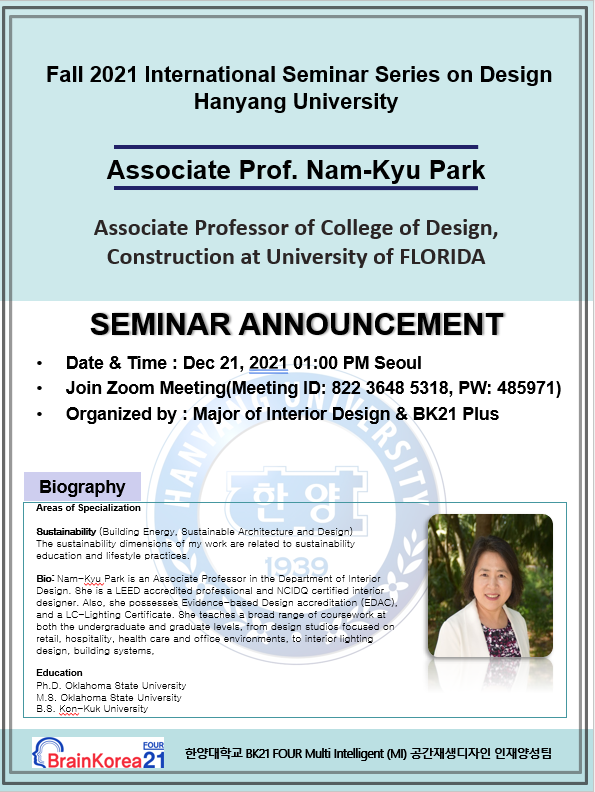 Fall 2021 International Seminar Series on Design
Hanyang University
Associate Prof. Nam-Kyu Park
Associate Professor of College of Design,
Construction at University of FLORIDA
SEMINAR ANNOUNCEMENT
• Date & Time : Dec 21, 2021 01:00 PM Seoul
• Join Zoom Meeting(Meeting ID: 822 3648 5318, PW: 485971)
• Organized by : Major of Interior Design & BK21 Plus
HANYANG UNIVERSITY
한양
1939
Biography
Areas of Specialization
Sustainability (Building Energy, Sustainable Architecture and Design)
The sustainability dimensions of my work are related to sustainability
education and lifestyle practices.
Bio: Nam-Kyu Park is an Associate Professor in the Department of Interior
Design. She is a LEED accredited professional and NCIDQ certified interior
designer. Also, she possesses Evidence-based Design accreditation (EDAC),
and a LC-Lighting Certificate. She teaches a broad range of coursework at
both the undergraduate and graduate levels, from design studios focused on
retail, hospitality, health care and office environments, to interior lighting
design, building systems,
Education
Ph.D. Oklahoma State University
M.S. Oklahoma State University
B.S. Kon-Kuk University
BrainKorea21 FOUR
한양대학교 BK21 FOUR Multi Intelligent (MI) 공간재생디자인 인재양성팀